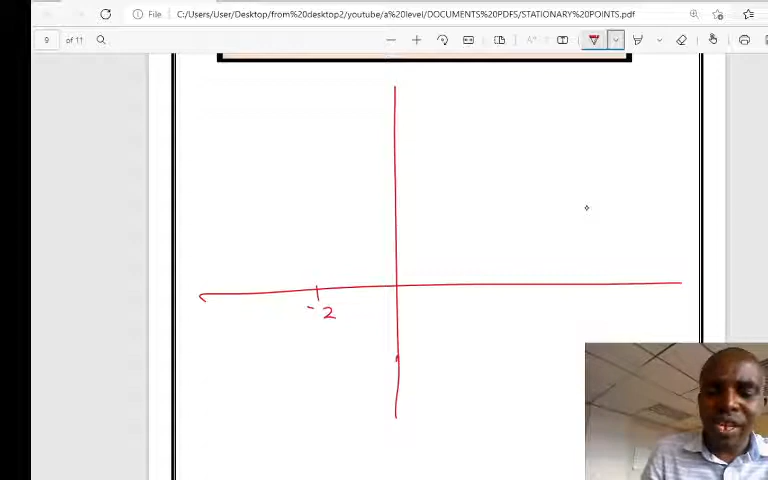 File
C:/Users/User/Desktop/from%20desktop2/youtube/a%20level/DOCUMENTS%20PDFS/STATIONARY%20POINTS.pdf
9 of 11
-2